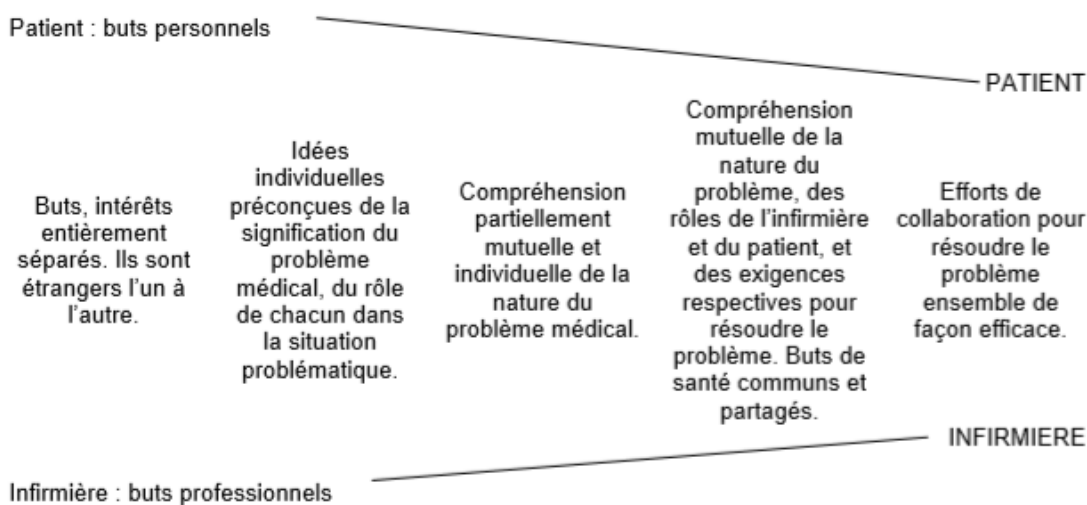 Patient : buts personnels
PATIENT
Buts, intérêts
entièrement
séparés. Ils sont
étrangers l’un à
l’autre.
Idées
individuelles
préconçues de la
signification du
problème
médical, du rôle
de chacun dans
la situation
problématique.
Compréhension
partiellement
mutuelle et
individuelle de la
nature du
problème médical.
Compréhension
mutuelle de la
nature du
problème, des
rôles de l’infirmière
et du patient, et
des exigences
respectives pour
résoudre le
problème. Buts de
santé communs et
partagés.
Efforts de
collaboration pour
résoudre le
problème
ensemble de
façon efficace.
INFIRMIERE
Infirmière : buts professionnels